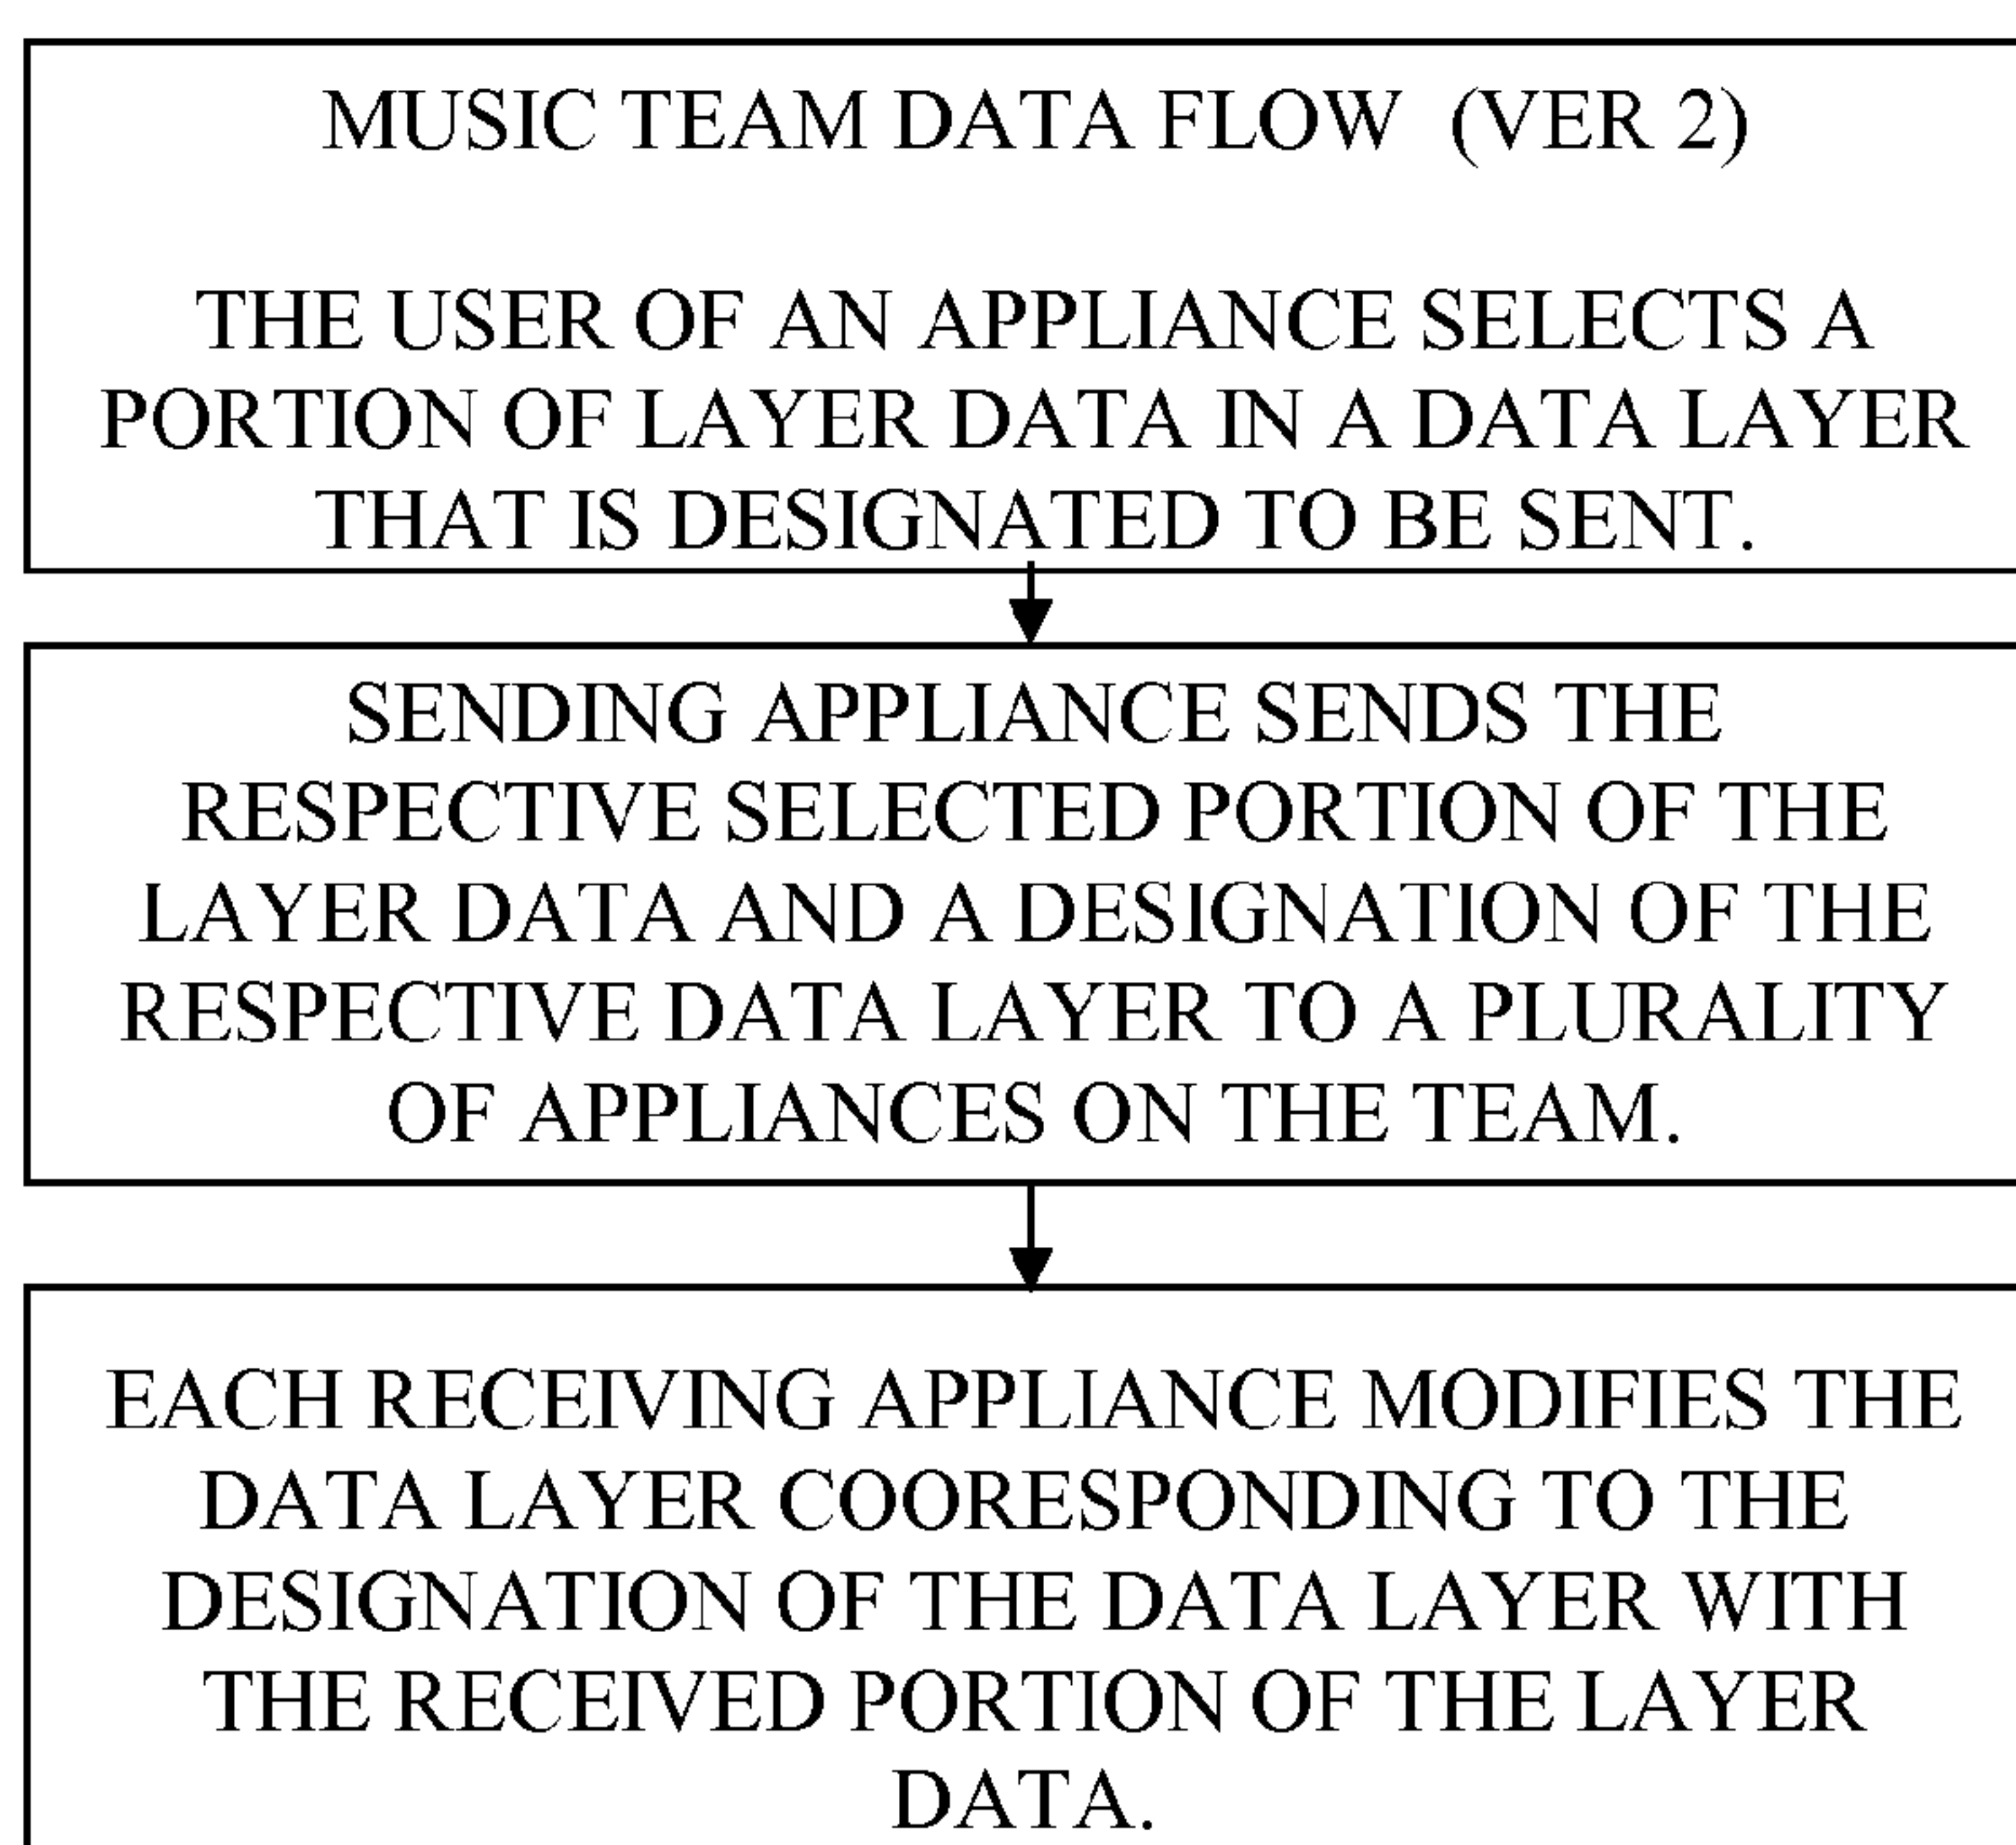 MUSIC TEAM DATA FLOW (VER 2)
THE USER OF AN APPLIANCE SELECTS A
PORTION OF LAYER DATA IN A DATA LAYER
THAT IS DESIGNATED TO BE SENT.
SENDING APPLIANCE SENDS THE
RESPECTIVE SELECTED PORTION OF THE
LAYER DATA AND A DESIGNATION OF THE
RESPECTIVE DATA LAYER TO A PLURALITY
OF APPLIANCES ON THE TEAM.
EACH RECEIVING APPLIANCE MODIFIES THE
DATA LAYER COORESPONDING TO THE
DESIGNATION OF THE DATA LAYER WITH
THE RECEIVED PORTION OF THE LAYER
DATA.